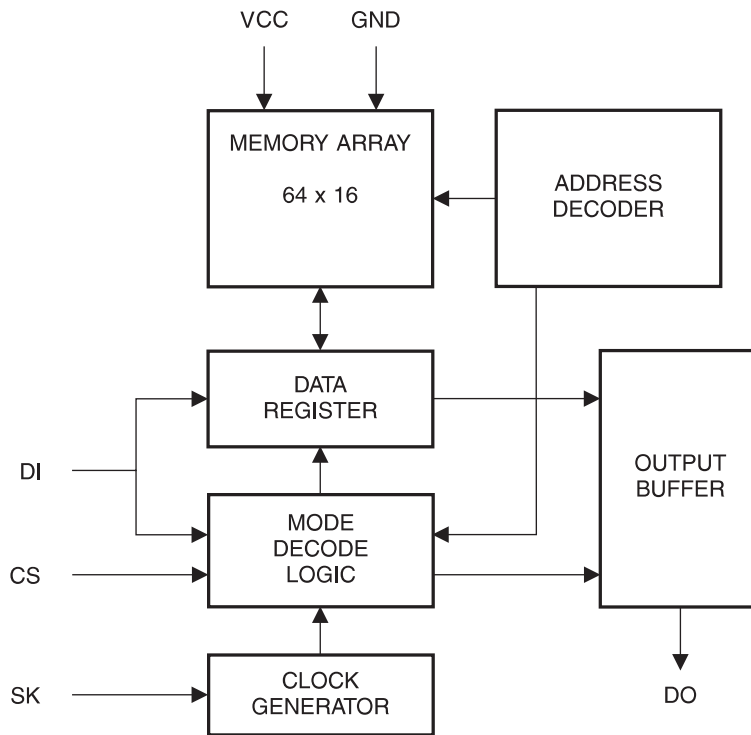 VCC GND
MEMORY ARRAY
64 x 16
ADDRESS
DECODER
DATA
REGISTER
DI
OUTPUT
BUFFER
MODE
DECODE
LOGIC
CS
CLOCK
GENERATOR
SK
DO